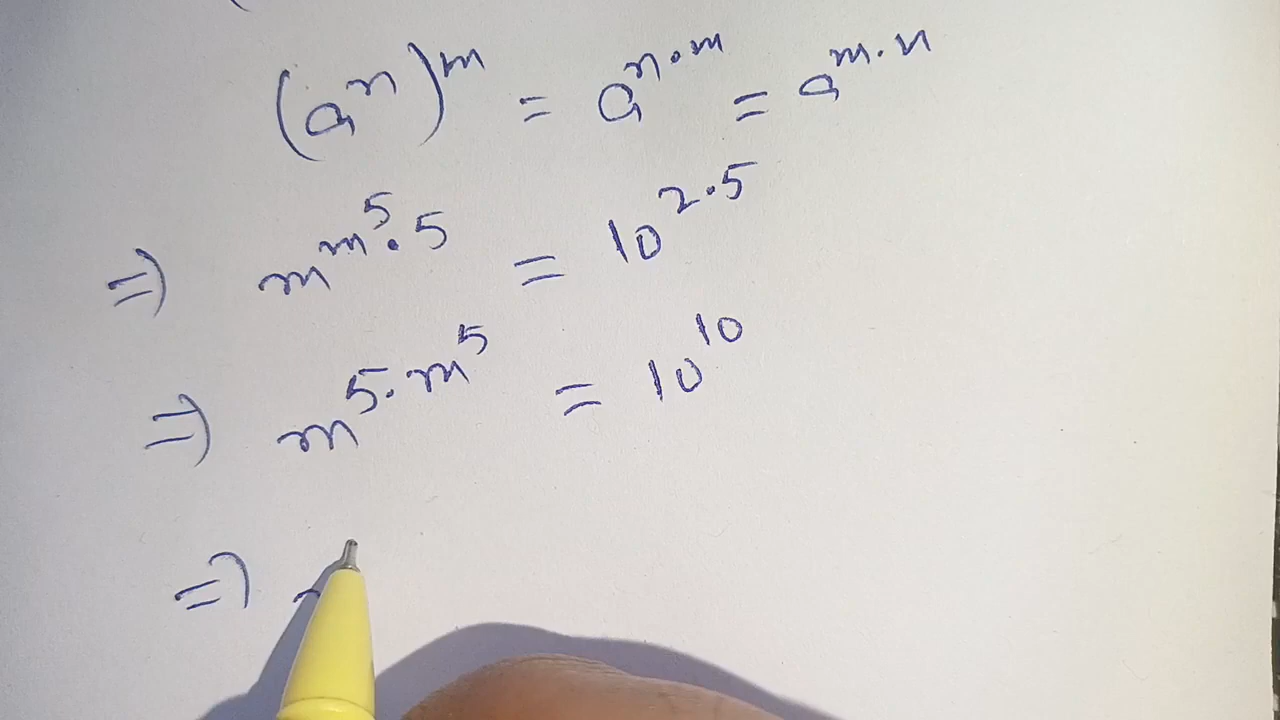 (a^n)^m = a^{n·m} = a^{m·n}
⇒ m^{m^5·5} = 10^{2·5}
⇒ m^{5·m^5} = 10^{10}
⇒